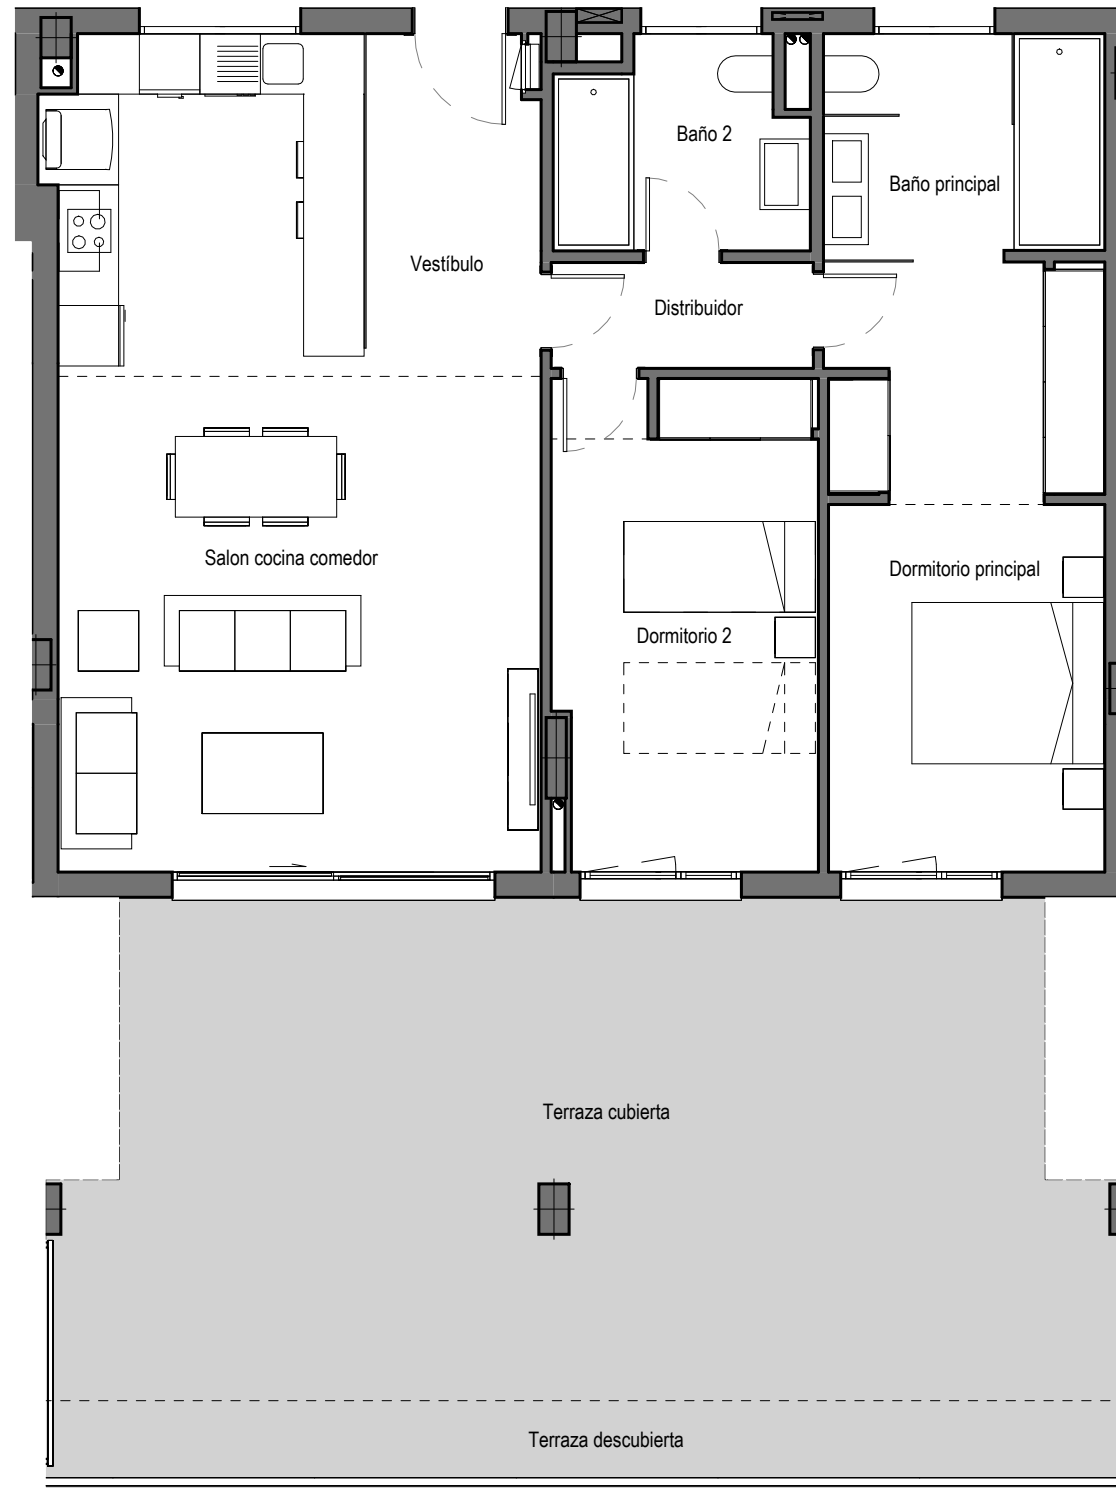 Baño 2
Baño principal
Vestíbulo
Distribuidor
Salon cocina comedor
Dormitorio principal
Dormitorio 2
Terraza cubierta
Terraza descubierta